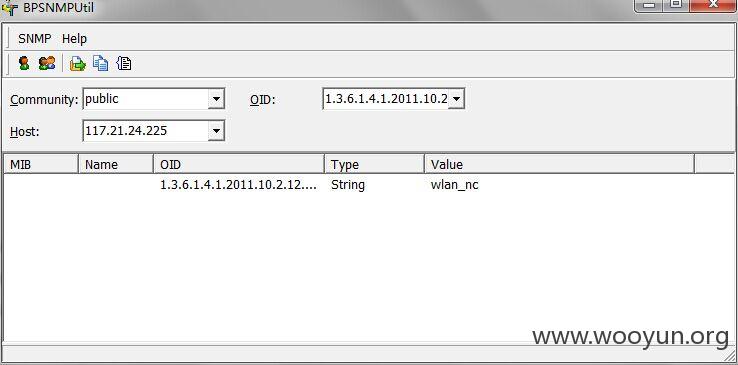 BPSNMPUtil
SNMP Help
Community: public OID: 1.3.6.1.4.1.2011.10.2
Host: 117.21.24.225
MIB Name OID Type Value
1.3.6.1.4.1.2011.10.2.12.... String wlan_nc
www.wooyun.org